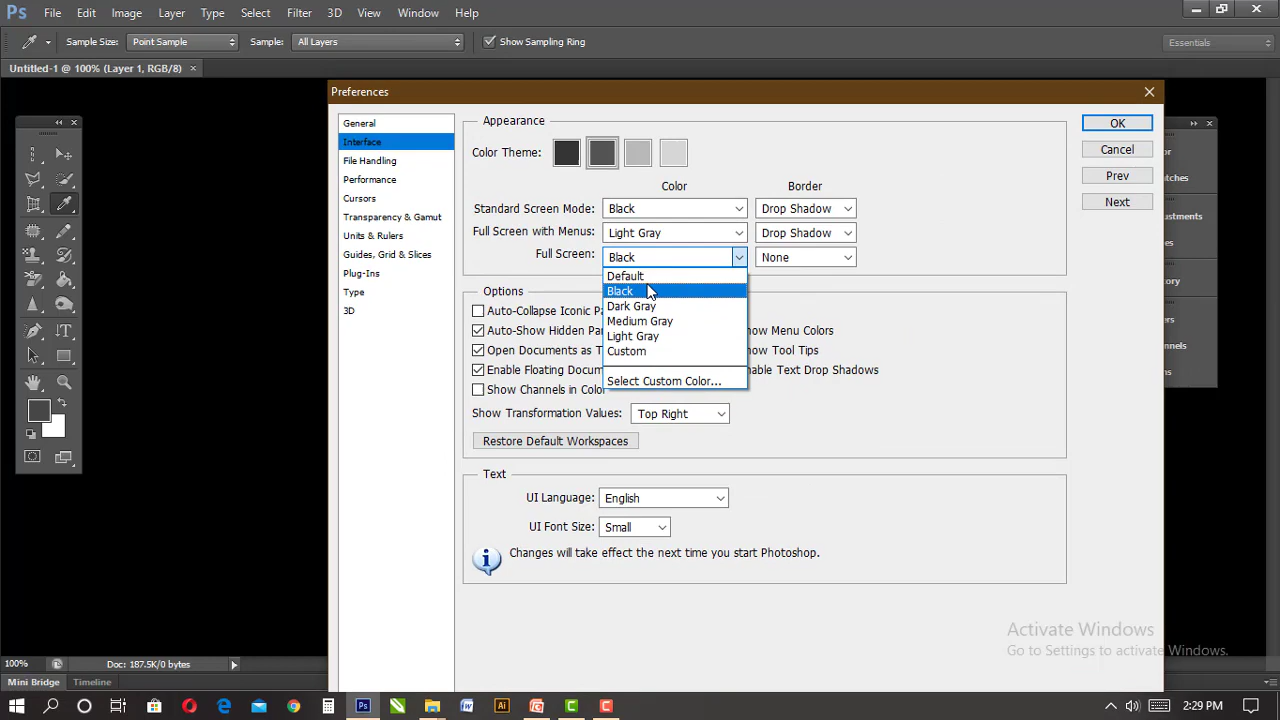 Ps File Edit Image Layer Type Select Filter 3D View Window Help
Sample Size: Point Sample Sample: All Layers Show Sampling Ring Essentials
Untitled-1 @ 100% (Layer 1, RGB/8) ×
Preferences
General
Interface
File Handling
Performance
Cursors
Transparency & Gamut
Units & Rulers
Guides, Grid & Slices
Plug-Ins
Type
3D
Appearance
Color Theme:
Color Border
Standard Screen Mode: Black Drop Shadow
Full Screen with Menus: Light Gray Drop Shadow
Full Screen: Black None
Default
Black
Dark Gray
Medium Gray
Light Gray
Custom
Select Custom Color...
Options
Auto-Collapse Iconic Pa
Auto-Show Hidden Pan how Menu Colors
Open Documents as T how Tool Tips
Enable Floating Docum nable Text Drop Shadows
Show Channels in Color
Show Transformation Values: Top Right
Restore Default Workspaces
Text
UI Language: English
UI Font Size: Small
Changes will take effect the next time you start Photoshop.
OK
Cancel
Prev
Next
or
tches
ustments
es
nnels
s
Activate Windows
Go to Settings to activate Windows.
100% Doc: 187.5K/0 bytes
Mini Bridge Timeline
2:29 PM